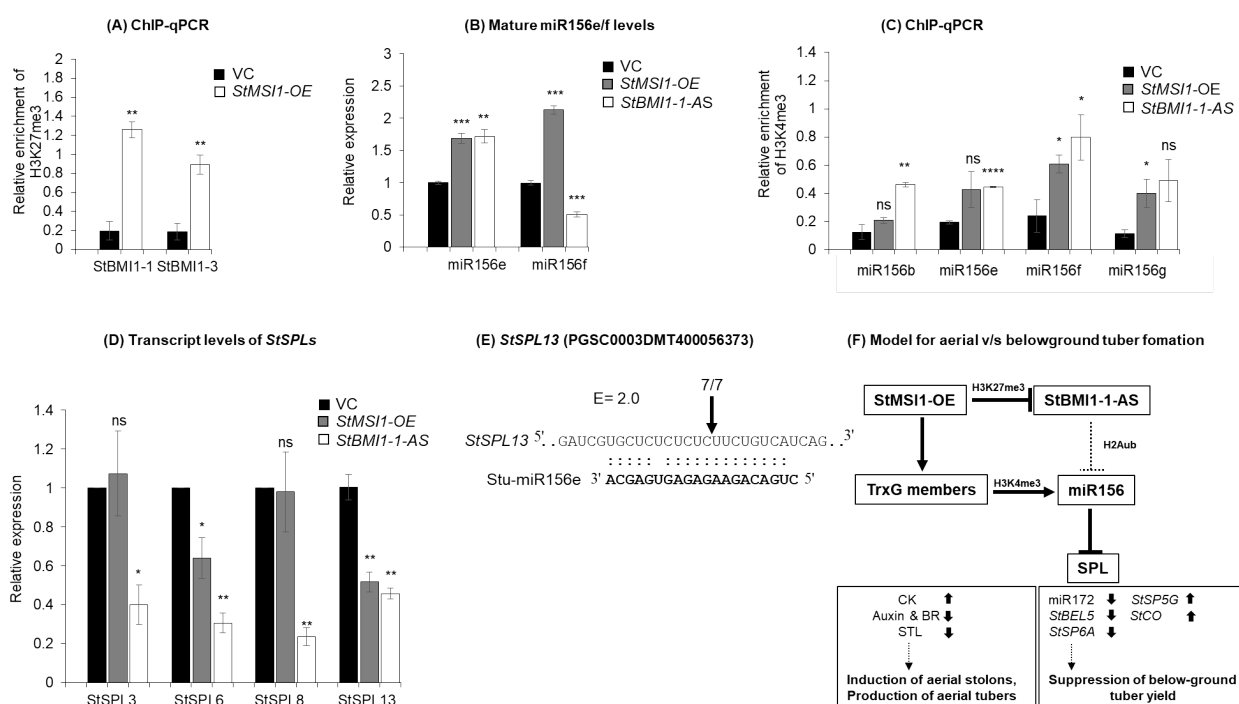 (A) ChIP-qPCR
Relative enrichment of
H3K27me3
2
1.8
1.6
1.4
1.2
1
0.8
0.6
0.4
0.2
0
VC
StMSI1-OE
**
**
StBMI1-1 StBMI1-3
(B) Mature miR156e/f levels
Relative expression
3
2.5
2
1.5
1
0.5
0
VC
StMSI1-OE
StBMI1-1-AS
*** ** *** ***
miR156e miR156f
(C) ChIP-qPCR
Relative enrichment
of H3K4me3
1.4
1.2
1
0.8
0.6
0.4
0.2
0
VC
StMSI1-OE
StBMI1-1-AS
ns ** ns **** * * * ns
miR156b miR156e miR156f miR156g
(D) Transcript levels of StSPLs
Relative expression
1.4
1.2
1
0.8
0.6
0.4
0.2
0
VC
StMSI1-OE
StBMI1-1-AS
ns * * ** ns ** ** **
StSPL3 StSPL6 StSPL8 StSPL13
(E) StSPL13 (PGSC0003DMT400056373)
E= 2.0
7/7
StSPL13 5'..GAUCGUGCUCUCUCUCUUCUGUCAUCAG..3'
::::: ::::::::::::::
Stu-miR156e 3' ACGAGUGAGAGAAGACAGUC 5'
(F) Model for aerial v/s belowground tuber fomation
StMSI1-OE H3K27me3 StBMI1-1-AS
H2Aub
TrxG members H3K4me3 miR156
SPL
CK
Auxin & BR
STL
Induction of aerial stolons,
Production of aerial tubers
miR172 StSP5G
StBEL5 StCO
StSP6A
Suppression of below-ground
tuber yield